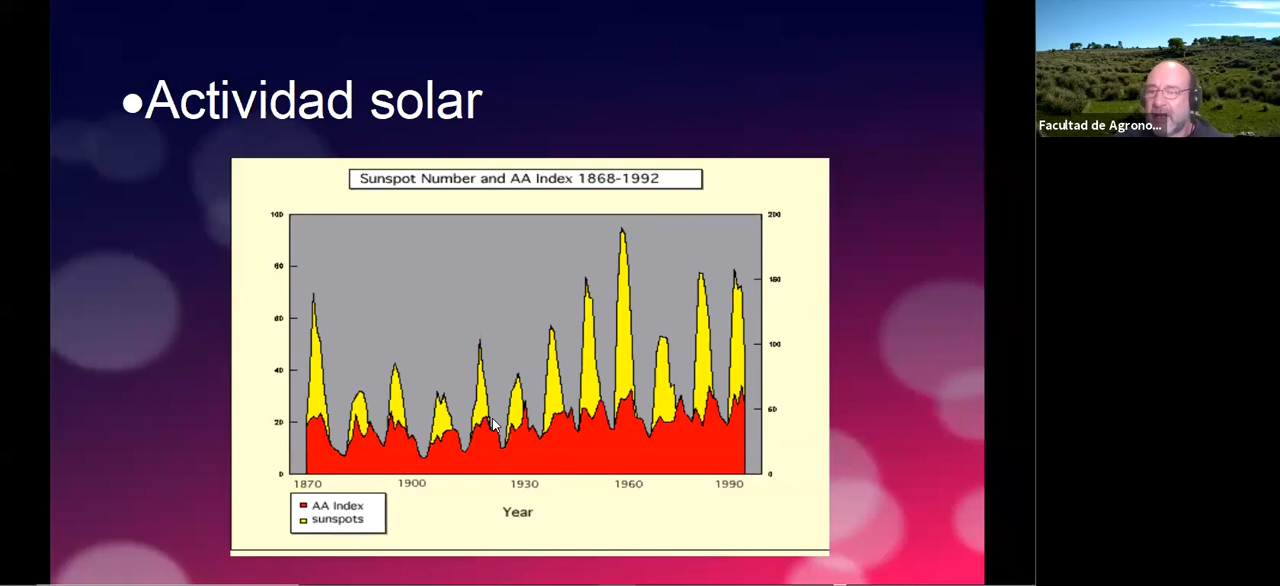 •Actividad solar
Facultad de Agrono...
Sunspot Number and AA Index 1868-1992
100
80
60
40
20
0
200
150
100
60
0
1870
1900
1930
1960
1990
AA Index
sunspots
Year